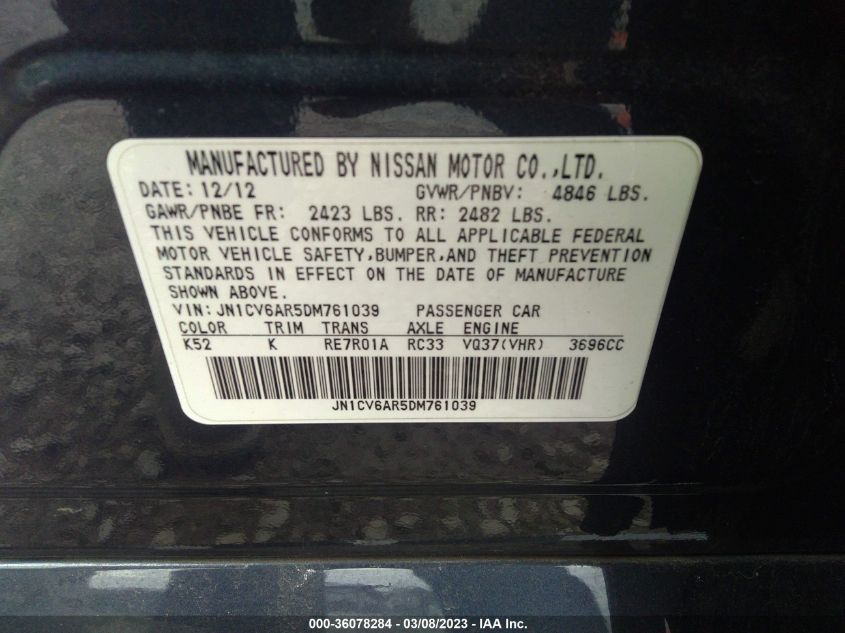 MANUFACTURED BY NISSAN MOTOR CO.,LTD.
DATE: 12/12 GVWR/PNBV: 4846 LBS.
GAWR/PNBE FR: 2423 LBS. RR: 2482 LBS.
THIS VEHICLE CONFORMS TO ALL APPLICABLE FEDERAL
MOTOR VEHICLE SAFETY,BUMPER,AND THEFT PREVENTION
STANDARDS IN EFFECT ON THE DATE OF MANUFACTURE
SHOWN ABOVE.
VIN: JN1CV6AR5DM761039 PASSENGER CAR
COLOR TRIM TRANS AXLE ENGINE
K52 K RE7R01A RC33 VQ37(VHR) 3696CC
JN1CV6AR5DM761039
000-36078284 - 03/08/2023 - IAA Inc.